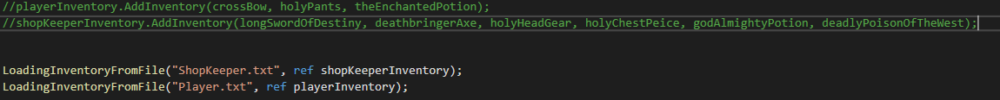 //playerInventory.AddInventory(crossBow, holyPants, theEnchantedPotion);
//shopKeeperInventory.AddInventory(longSwordOfDestiny, deathbringerAxe, holyHeadGear, holyChestPeice, godAlmightyPotion, deadlyPoisonOfTheWest);
LoadingInventoryFromFile("ShopKeeper.txt", ref shopKeeperInventory);
LoadingInventoryFromFile("Player.txt", ref playerInventory);